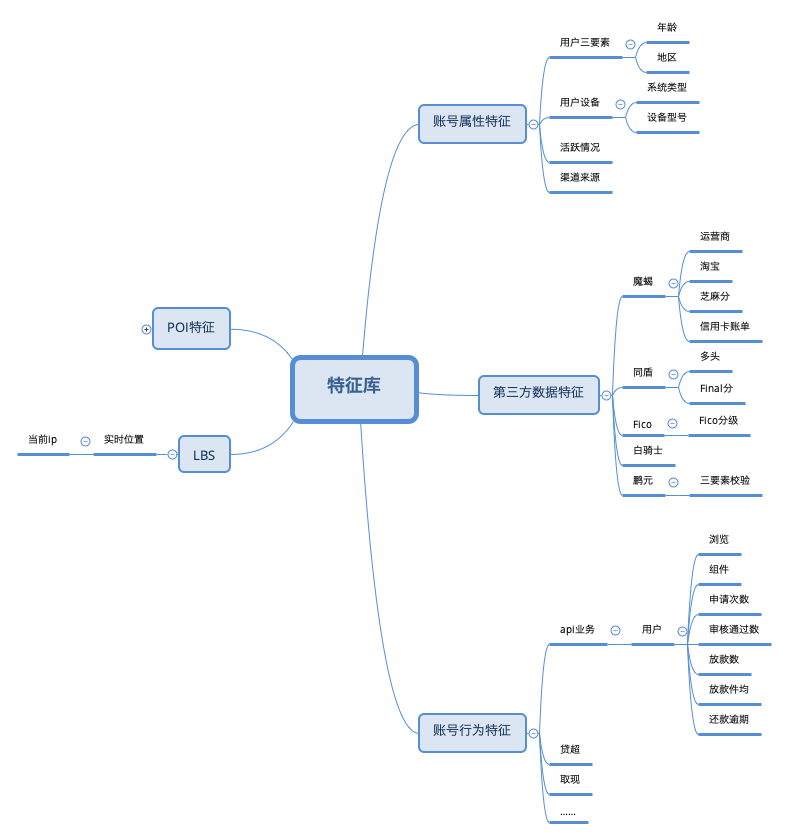 特征库
账号属性特征
用户三要素
年龄
地区
用户设备
系统类型
设备型号
活跃情况
渠道来源
第三方数据特征
魔蝎
运营商
淘宝
芝麻分
信用卡账单
同盾
多头
Final分
Fico
Fico分级
白骑士
鹏元
三要素校验
账号行为特征
api业务
用户
浏览
组件
申请次数
审核通过数
放款数
放款件均
还款逾期
贷超
取现
......
POI特征
LBS
实时位置
当前ip